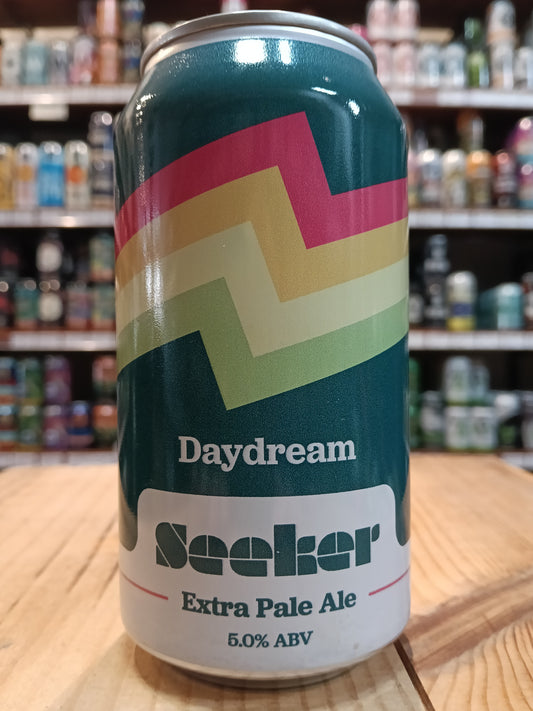 Daydream
Seeker
Extra Pale Ale
5.0% ABV